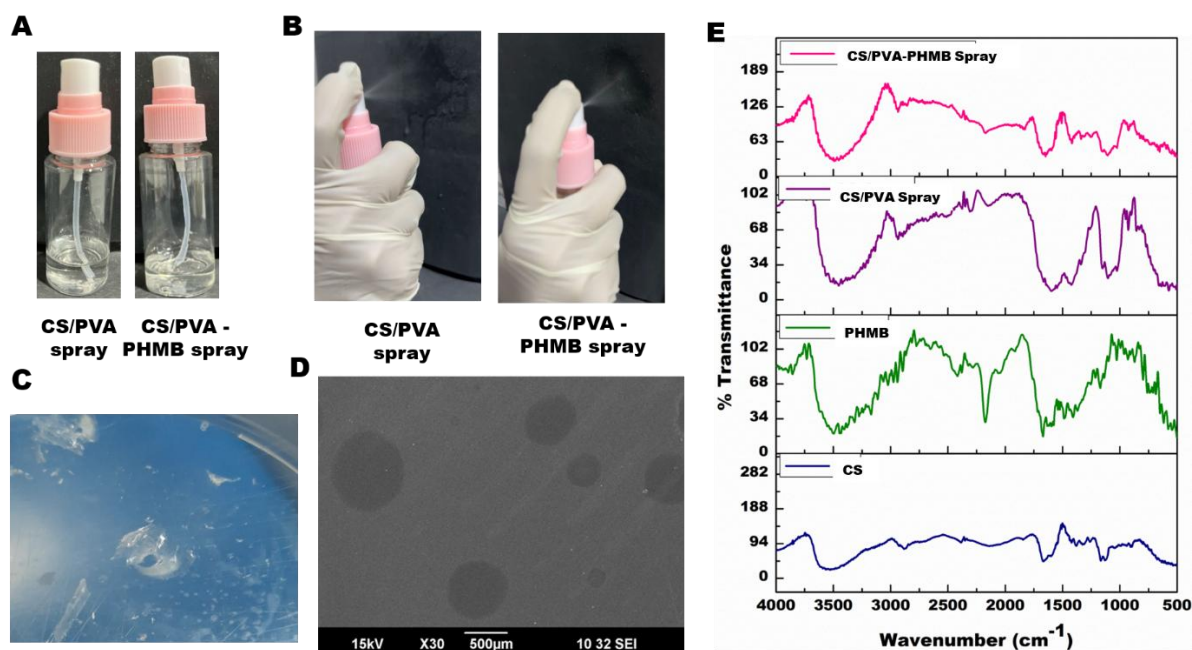 A
CS/PVA
spray
CS/PVA -
PHMB spray
B
CS/PVA
spray
CS/PVA -
PHMB spray
C
D
15kV X30 500μm 10 32 SEI
E
% Transmittance
CS/PVA-PHMB Spray
189
126
63
0
CS/PVA Spray
102
68
34
0
PHMB
102
68
34
0
CS
282
188
94
0
4000 3500 3000 2500 2000 1500 1000 500
Wavenumber (cm-1)